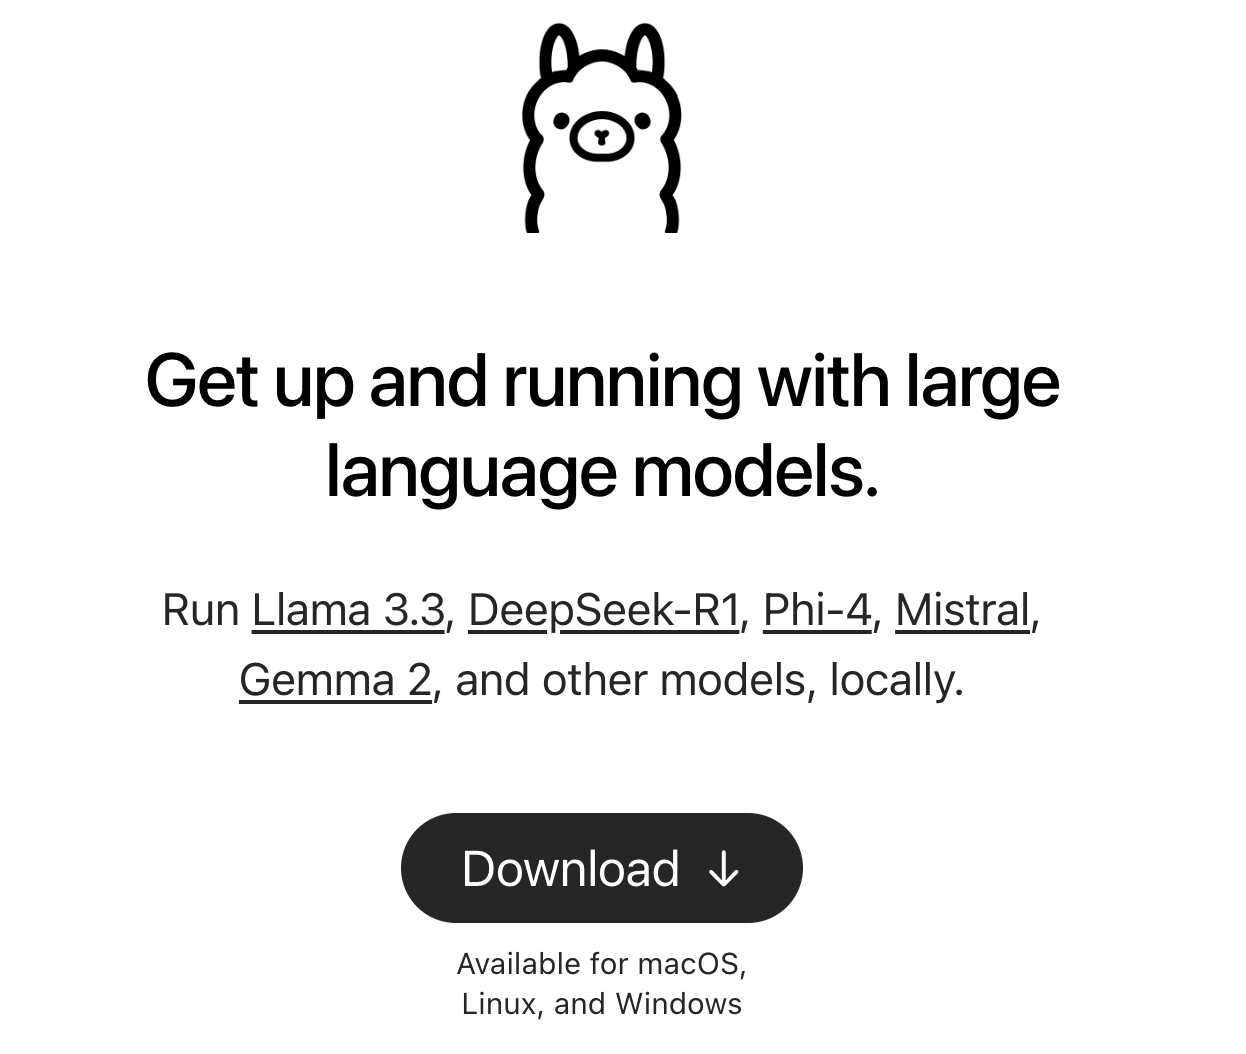 Get up and running with large
language models.
Run Llama 3.3, DeepSeek-R1, Phi-4, Mistral,
Gemma 2, and other models, locally.
Download ↓
Available for macOS,
Linux, and Windows